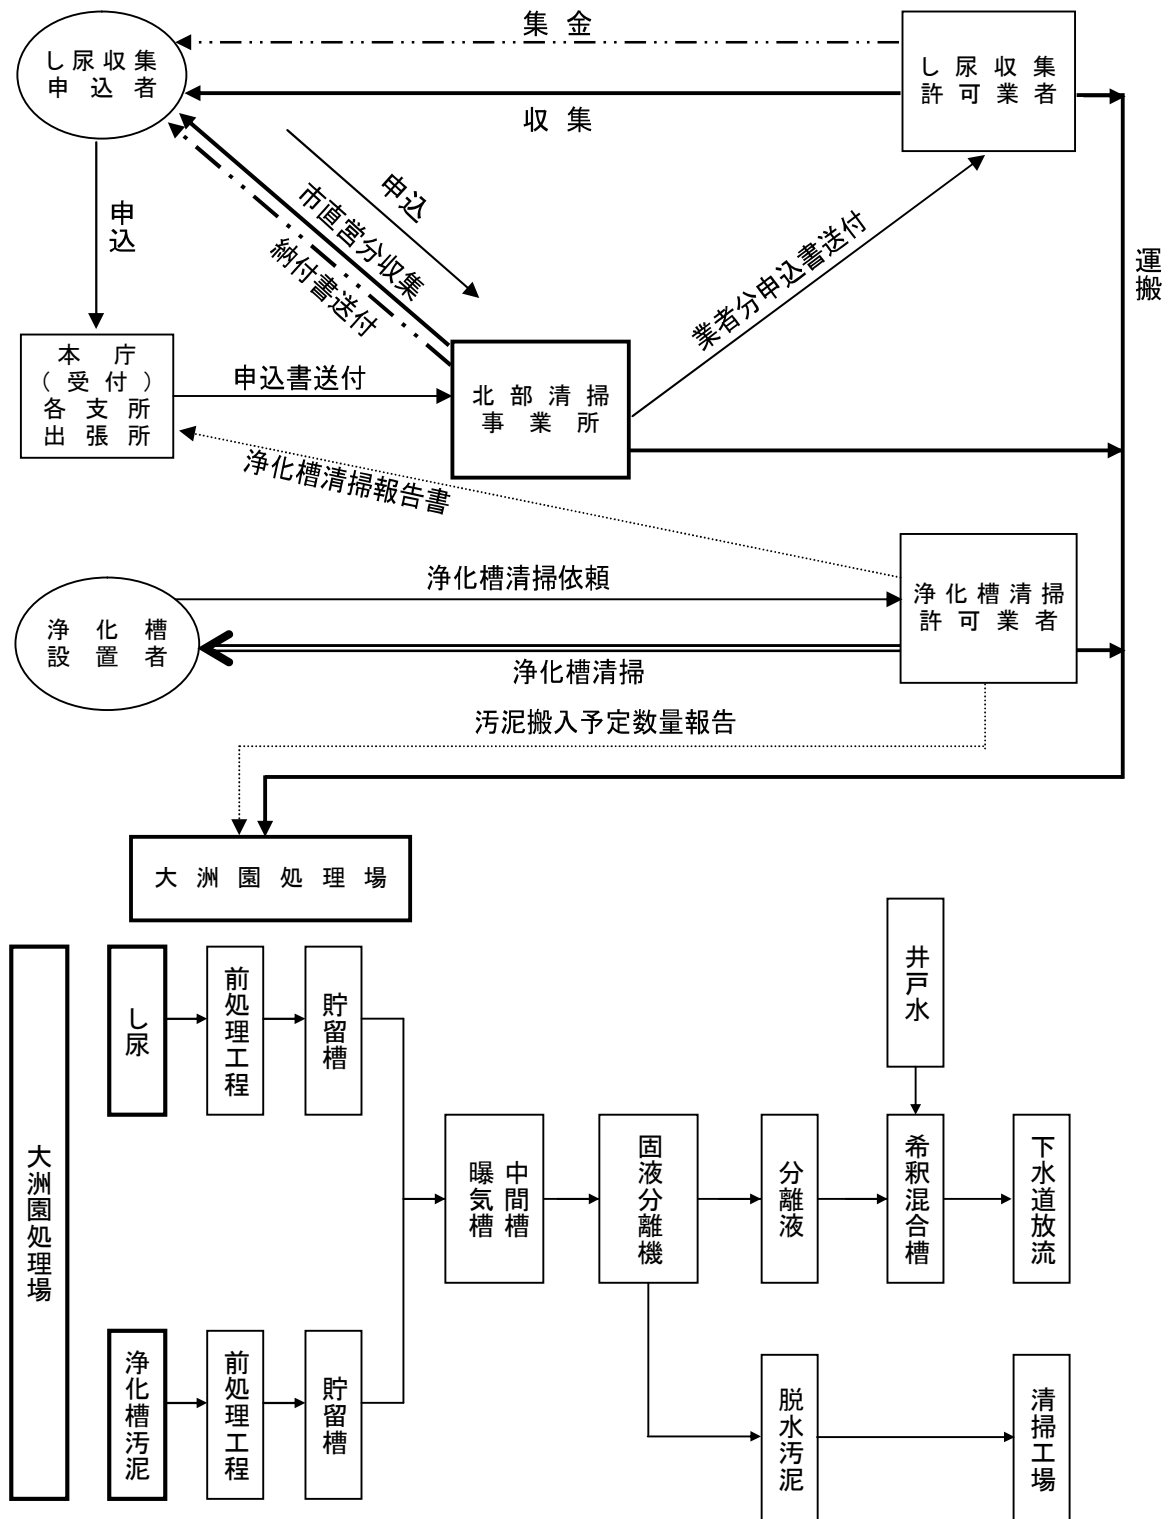 集金
し尿収集
申込者
し尿収集
許可業者
収集
申込
市直営分収集
納付書送付
申込
業者分申込書送付
運搬
本庁
（受付）
各支所
出張所
申込書送付
北部清掃
事業所
浄化槽清掃報告書
浄化槽清掃依頼
浄化槽
設置者
浄化槽清掃
許可業者
浄化槽清掃
汚泥搬入予定数量報告
大洲園処理場
大洲園処理場
し尿
前処理工程
貯留槽
井戸水
中間槽
曝気槽
固液分離機
分離液
希釈混合槽
下水道放流
浄化槽汚泥
前処理工程
貯留槽
脱水汚泥
清掃工場